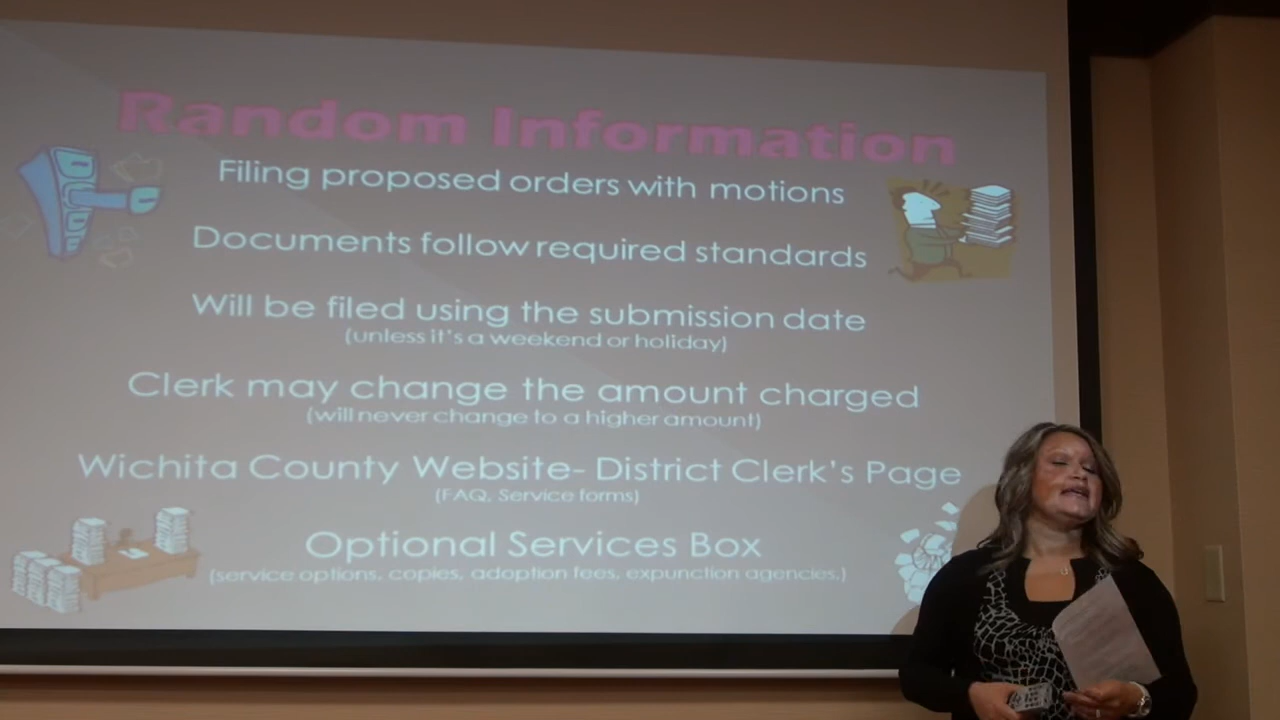 Random Information
Filing proposed orders with motions
Documents follow required standards
Will be filed using the submission date
(unless it's a weekend or holiday)
Clerk may change the amount charged
(will never change to a higher amount)
Wichita County Website- District Clerk's Page
(FAQ, Service forms)
Optional Services Box
(service options, copies, adoption fees, expunction agencies,)